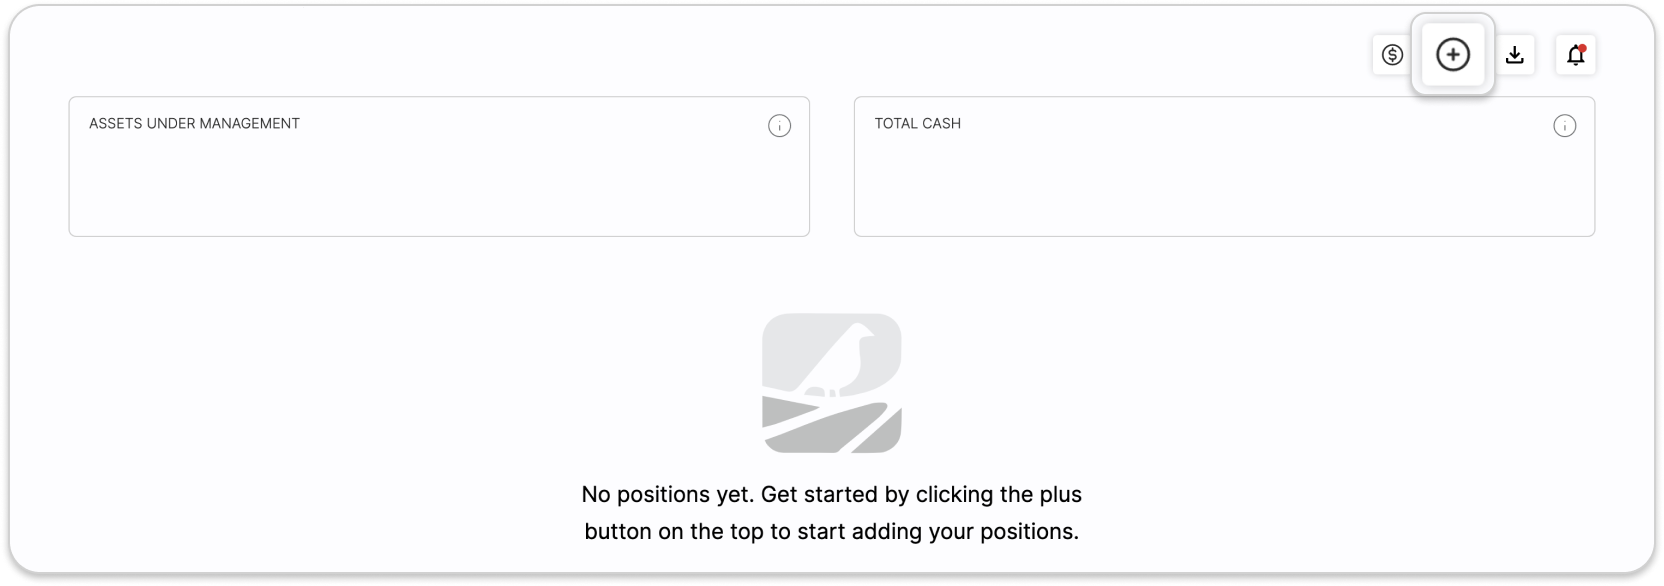 ASSETS UNDER MANAGEMENT
TOTAL CASH
No positions yet. Get started by clicking the plus
button on the top to start adding your positions.